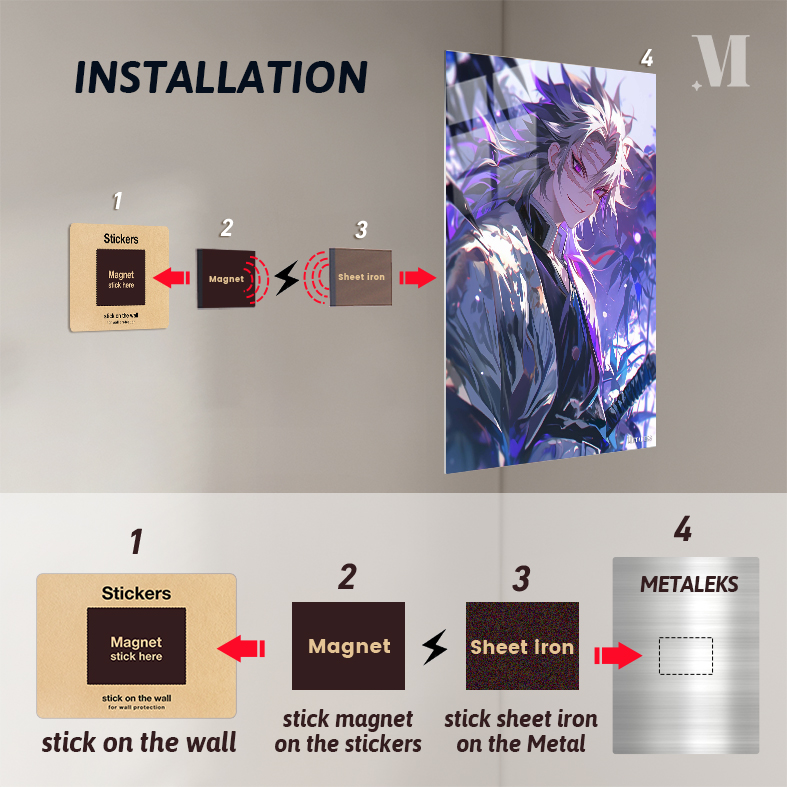 INSTALLATION
M
4
1
2
3
Stickers
Magnet
stick here
stick on the wall
for wall protection
Magnet
Sheet iron
1
2
3
4
Stickers
Magnet
stick here
stick on the wall
for wall protection
Magnet
Sheet iron
METALEKS
stick on the wall
stick magnet
on the stickers
stick sheet iron
on the Metal